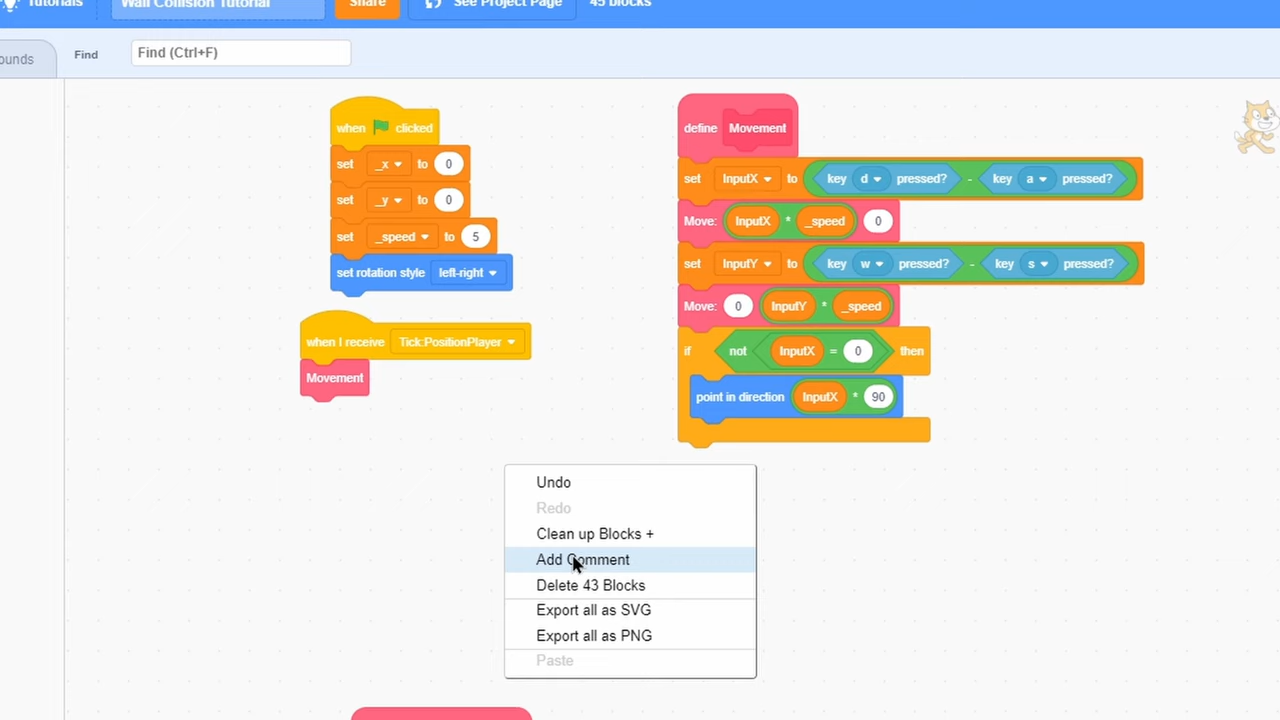 Tutorials Wall Collision Tutorial Share See Project Page 45 blocks
ounds Find Find (Ctrl+F)
when clicked
set _x to 0
set _y to 0
set _speed to 5
set rotation style left-right
when I receive Tick:PositionPlayer
Movement
define Movement
set InputX to key d pressed? - key a pressed?
Move: InputX * _speed 0
set InputY to key w pressed? - key s pressed?
Move: 0 InputY * _speed
if not InputX = 0 then
point in direction InputX * 90
Undo
Redo
Clean up Blocks +
Add Comment
Delete 43 Blocks
Export all as SVG
Export all as PNG
Paste